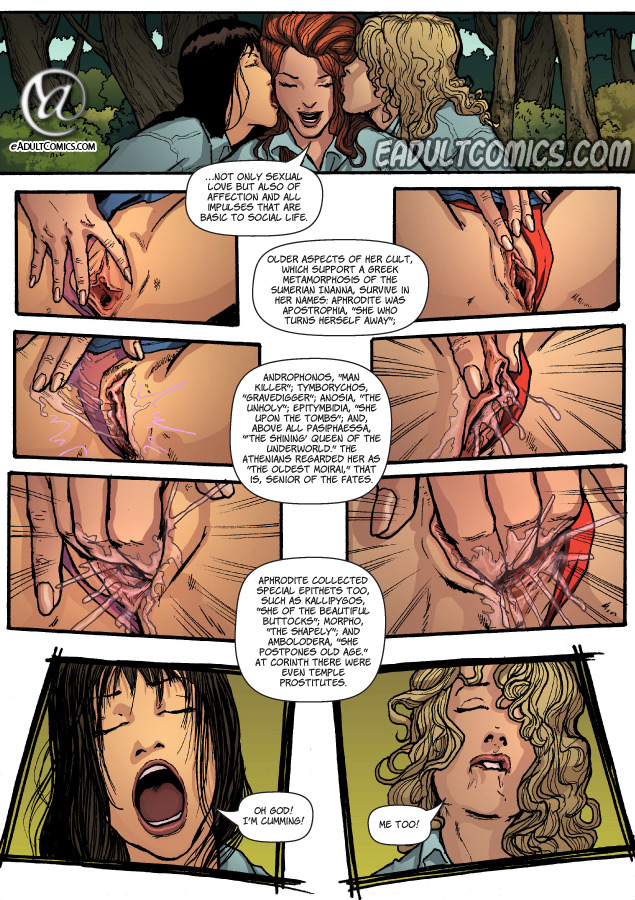 @
eAdultComics.com
EADULTCOMICS.COM
...NOT ONLY SEXUAL
LOVE BUT ALSO OF
AFFECTION AND ALL
IMPULSES THAT ARE
BASIC TO SOCIAL LIFE.
OLDER ASPECTS OF HER CULT,
WHICH SUPPORT A GREEK
METAMORPHOSIS OF THE
SUMERIAN INANNA, SURVIVE IN
HER NAMES: APHRODITE WAS
APOSTROPHIA, "SHE WHO
TURNS HERSELF AWAY";
ANDROPHONOS, "MAN
KILLER"; TYMBORYCHOS,
"GRAVEDIGGER"; ANOSIA, "THE
UNHOLY"; EPITYMBIDIA, "SHE
UPON THE TOMBS"; AND,
ABOVE ALL PASIPHAESSA,
"'THE SHINING' QUEEN OF THE
UNDERWORLD." THE
ATHENIANS REGARDED HER AS
"THE OLDEST MOIRAI," THAT
IS, SENIOR OF THE FATES.
APHRODITE COLLECTED
SPECIAL EPITHETS TOO,
SUCH AS KALLIPYGOS,
"SHE OF THE BEAUTIFUL
BUTTOCKS"; MORPHO,
"THE SHAPELY"; AND
AMBOLODERA, "SHE
POSTPONES OLD AGE."
AT CORINTH THERE WERE
EVEN TEMPLE
PROSTITUTES.
OH GOD!
I'M CUMMING!
ME TOO!